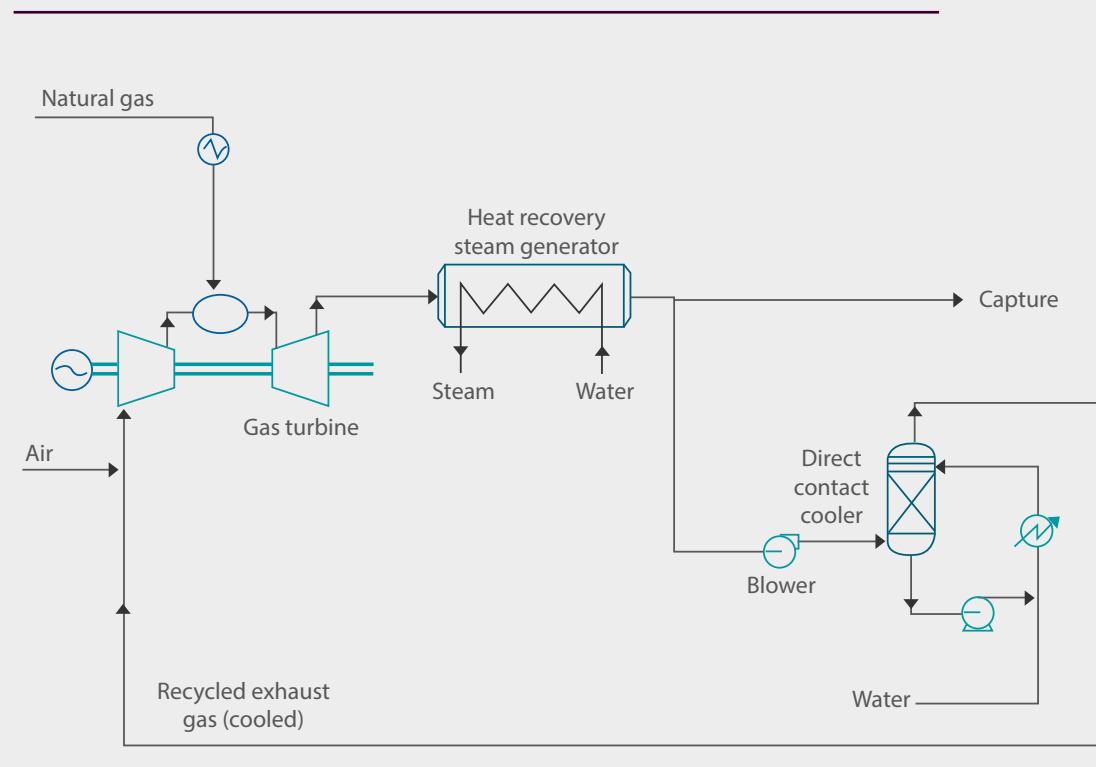 Natural gas
Heat recovery
steam generator
Capture
Steam
Water
Gas turbine
Air
Direct
contact
cooler
Blower
Recycled exhaust
gas (cooled)
Water